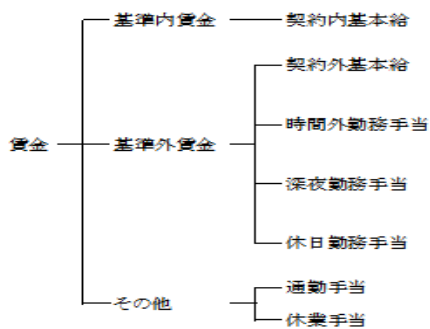 基準内賃金 契約内基本給
契約外基本給
時間外勤務手当
賃金 基準外賃金
深夜勤務手当
休日勤務手当
通勤手当
その他
休業手当